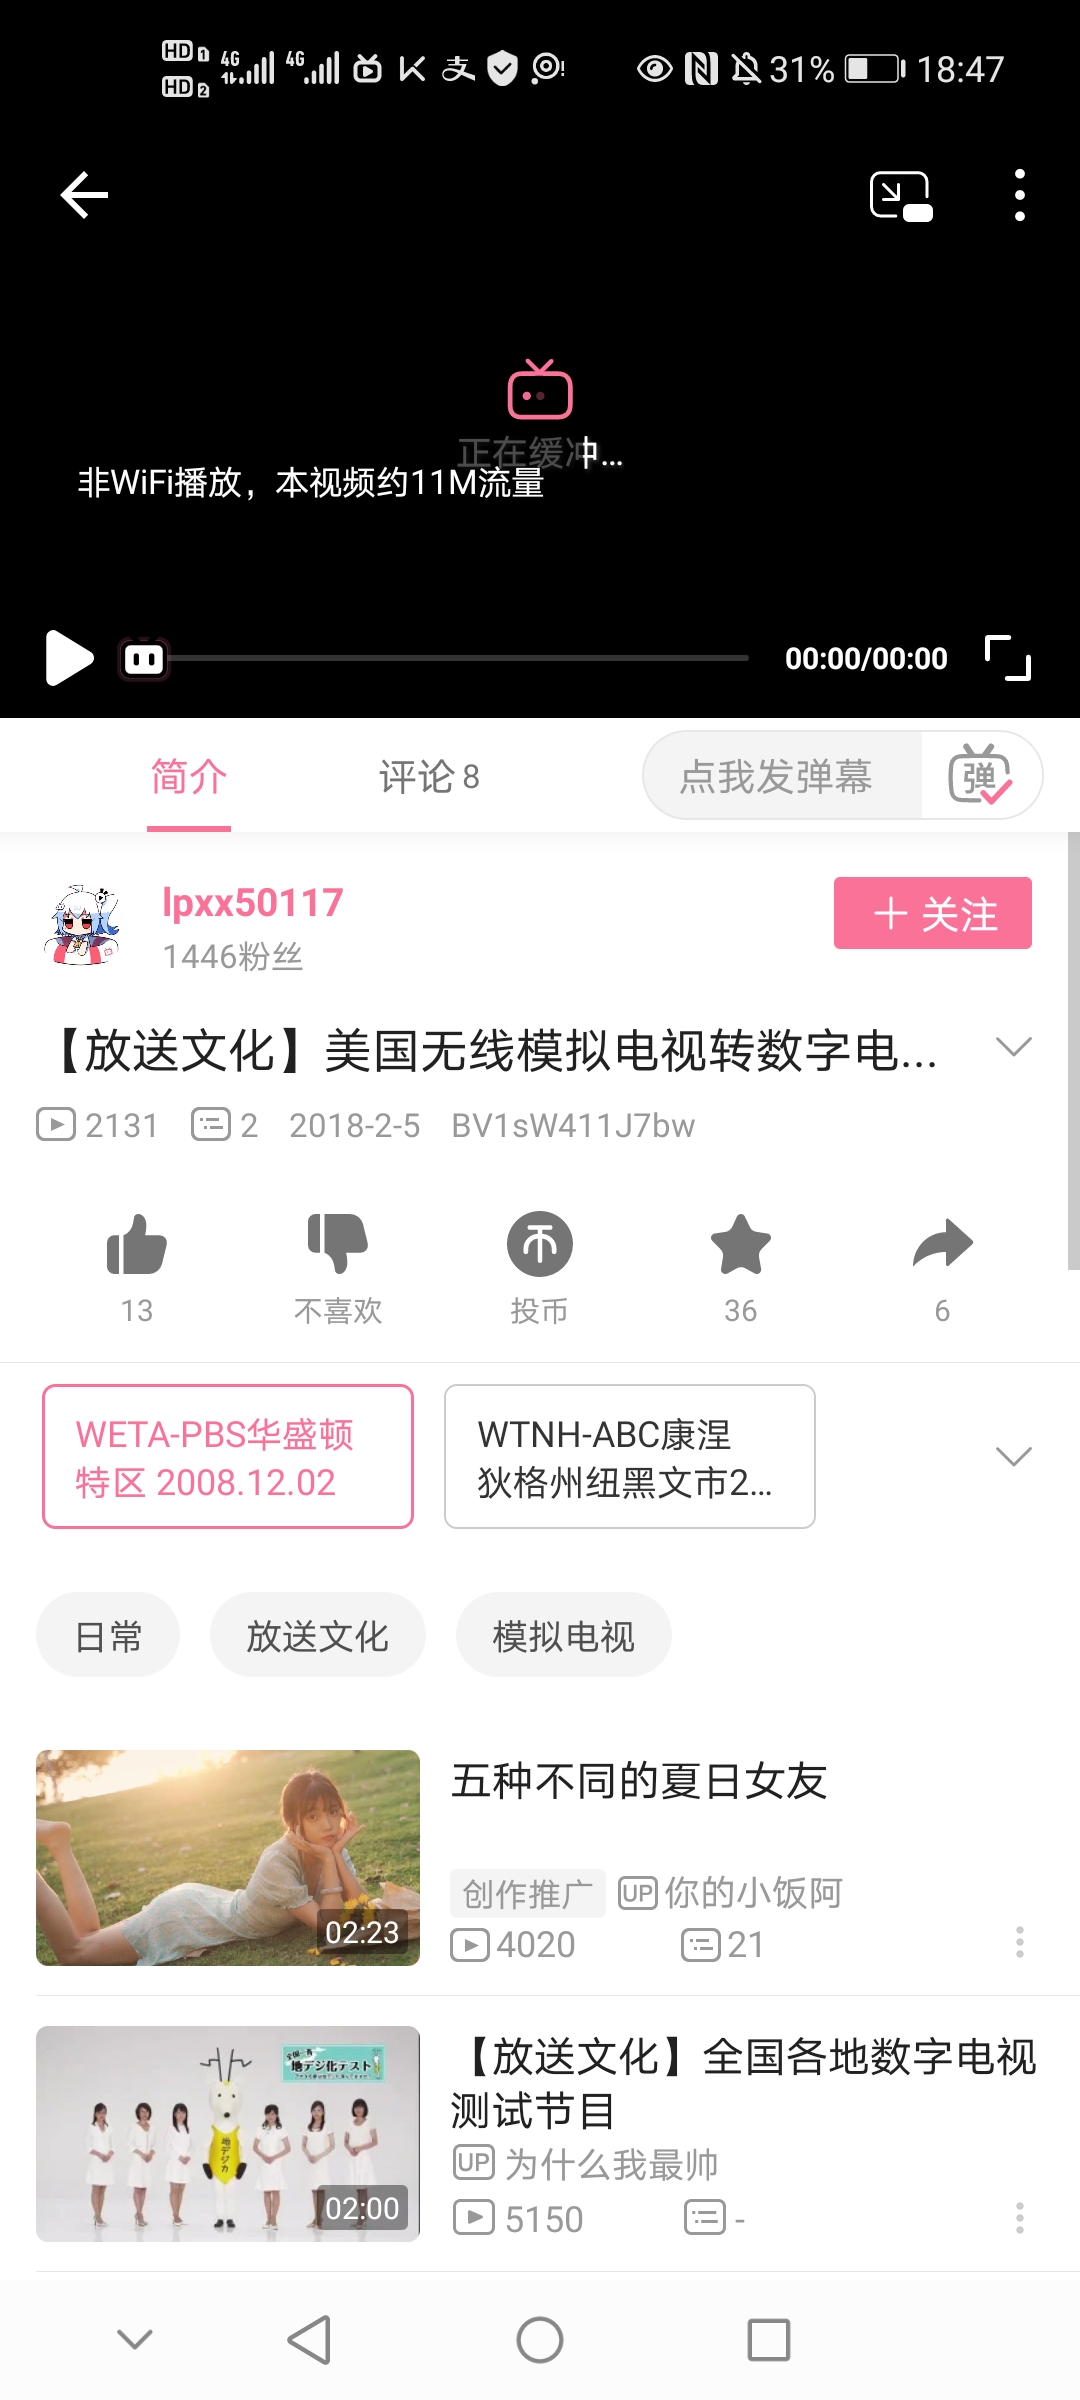 HD 1 4G 4G 31% 18:47
HD 2
正在缓冲...
非WiFi播放，本视频约11M流量
00:00/00:00
简介 评论 8 点我发弹幕 弹
lpxx50117
1446粉丝
+ 关注
【放送文化】美国无线模拟电视转数字电...
2131 2 2018-2-5 BV1sW411J7bw
13 不喜欢 投币 36 6
WETA-PBS华盛顿
特区 2008.12.02
WTNH-ABC康涅
狄格州纽黑文市2...
日常 放送文化 模拟电视
五种不同的夏日女友
创作推广 UP 你的小饭阿
02:23
4020 21
【放送文化】全国各地数字电视
测试节目
全国一斉
地デジ化テスト
地デジカ
UP 为什么我最帅
02:00
5150 -